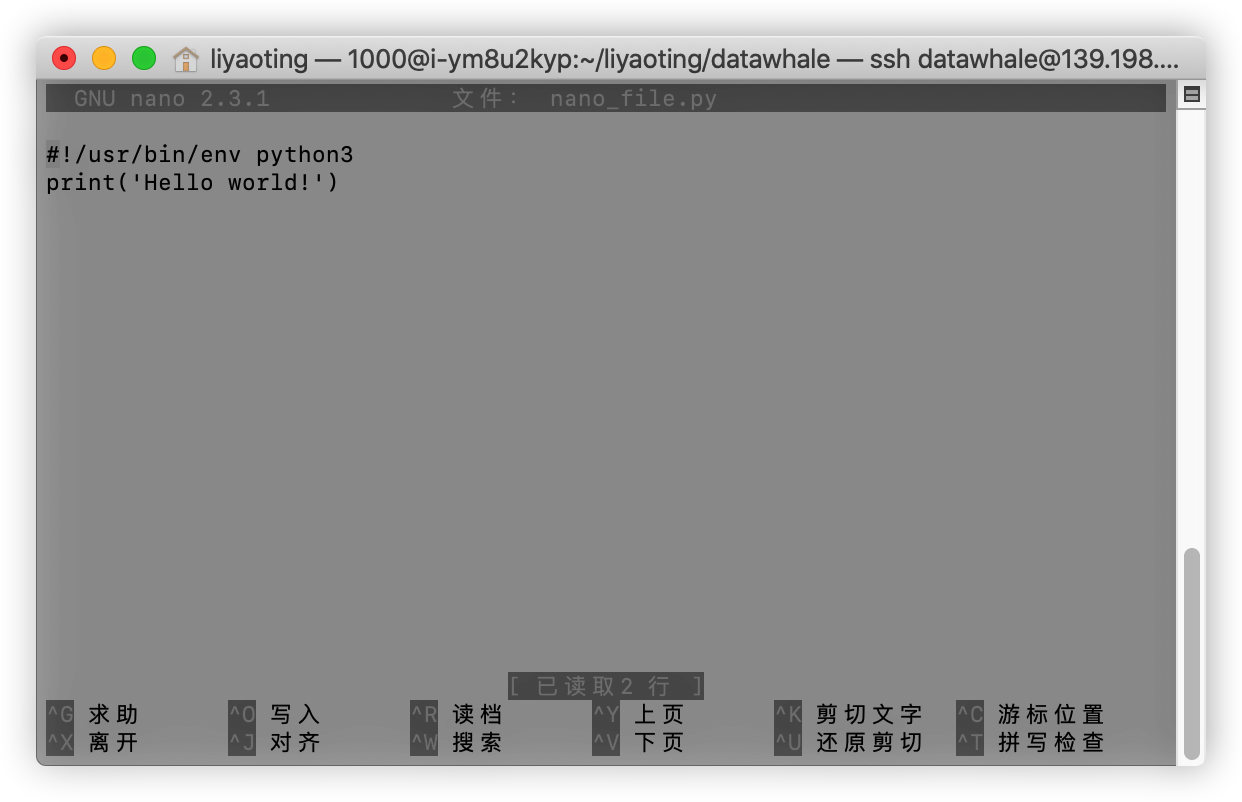 liyaoting — 1000@i-ym8u2kyp:~/liyaoting/datawhale — ssh datawhale@139.198....
GNU nano 2.3.1 文件： nano_file.py
#!/usr/bin/env python3
print('Hello world!')
[ 已读取2 行 ]
^G 求助 ^O 写入 ^R 读档 ^Y 上页 ^K 剪切文字 ^C 游标位置
^X 离开 ^J 对齐 ^W 搜索 ^V 下页 ^U 还原剪切 ^T 拼写检查